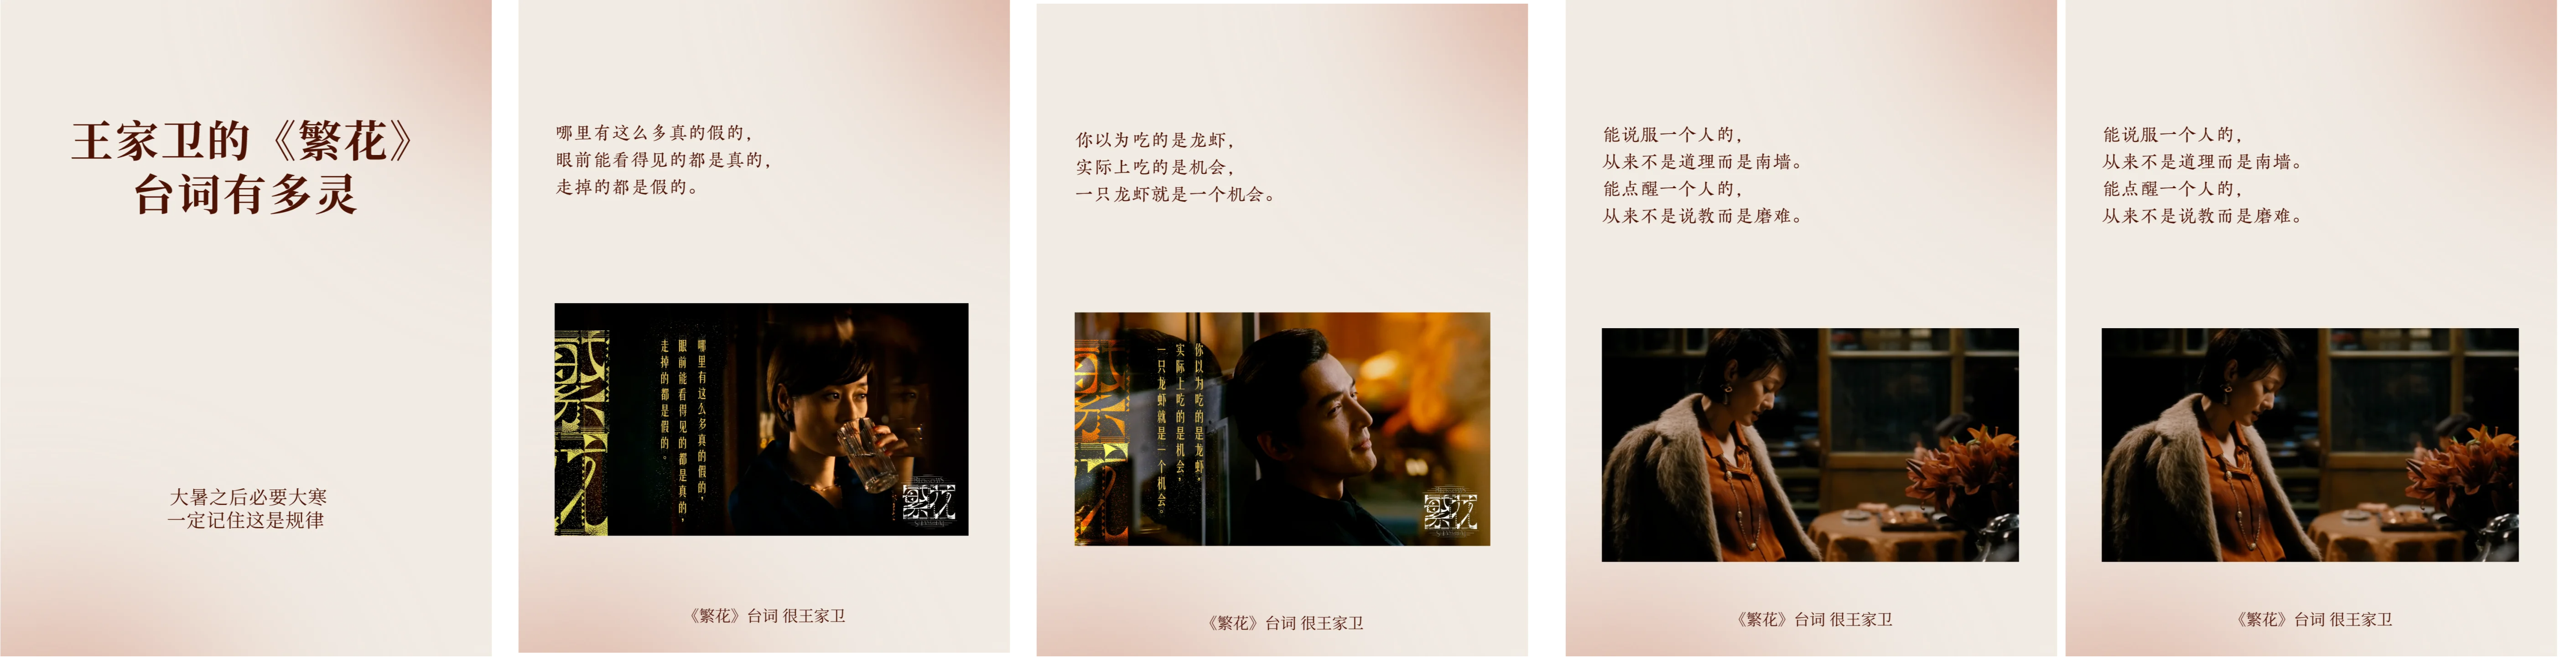 王家卫的《繁花》
台词有多灵
大暑之后必要大寒
一定记住这是规律
哪里有这么多真的假的，
眼前能看得见的都是真的，
走掉的都是假的。
繁花
哪里有这么多真的假的，
眼前能看得见的都是真的，
走掉的都是假的。
繁花
《繁花》台词 很王家卫
你以为吃的是龙虾，
实际上吃的是机会，
一只龙虾就是一个机会。
繁花
你以为吃的是龙虾，
实际上吃的是机会，
一只龙虾就是一个机会。
繁花
《繁花》台词 很王家卫
能说服一个人的，
从来不是道理而是南墙。
能点醒一个人的，
从来不是说教而是磨难。
《繁花》台词 很王家卫
能说服一个人的，
从来不是道理而是南墙。
能点醒一个人的，
从来不是说教而是磨难。
《繁花》台词 很王家卫